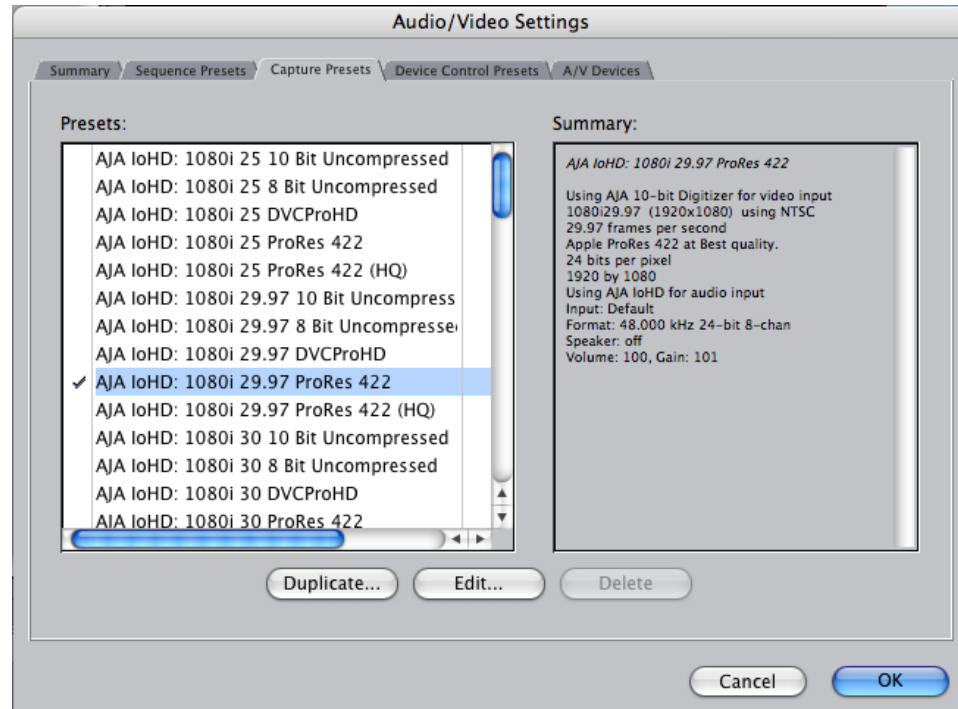 Audio/Video Settings
Summary
Sequence Presets
Capture Presets
Device Control Presets
A/V Devices
Presets:
AJA IoHD: 1080i 25 10 Bit Uncompressed
AJA IoHD: 1080i 25 8 Bit Uncompressed
AJA IoHD: 1080i 25 DVCProHD
AJA IoHD: 1080i 25 ProRes 422
AJA IoHD: 1080i 25 ProRes 422 (HQ)
AJA IoHD: 1080i 29.97 10 Bit Uncompress
AJA IoHD: 1080i 29.97 8 Bit Uncompresse
AJA IoHD: 1080i 29.97 DVCProHD
✓ AJA IoHD: 1080i 29.97 ProRes 422
AJA IoHD: 1080i 29.97 ProRes 422 (HQ)
AJA IoHD: 1080i 30 10 Bit Uncompressed
AJA IoHD: 1080i 30 8 Bit Uncompressed
AJA IoHD: 1080i 30 DVCProHD
AJA IoHD: 1080i 30 ProRes 422
Summary:
AJA IoHD: 1080i 29.97 ProRes 422
Using AJA 10-bit Digitizer for video input
1080i29.97 (1920x1080) using NTSC
29.97 frames per second
Apple ProRes 422 at Best quality.
24 bits per pixel
1920 by 1080
Using AJA IoHD for audio input
Input: Default
Format: 48.000 kHz 24-bit 8-chan
Speaker: off
Volume: 100, Gain: 101
Duplicate...
Edit...
Delete
Cancel
OK